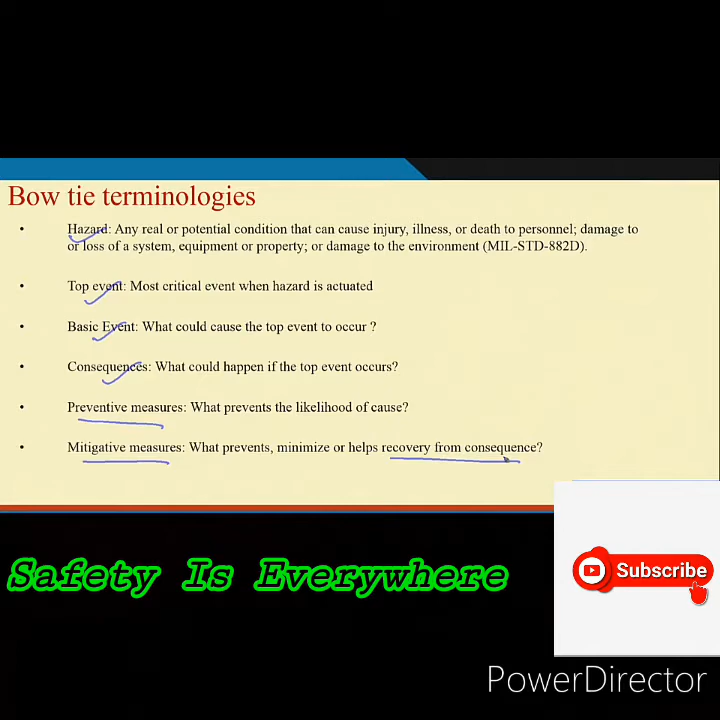 Bow tie terminologies
• Hazard: Any real or potential condition that can cause injury, illness, or death to personnel; damage to
or loss of a system, equipment or property; or damage to the environment (MIL-STD-882D).
• Top event: Most critical event when hazard is actuated
• Basic Event: What could cause the top event to occur ?
• Consequences: What could happen if the top event occurs?
• Preventive measures: What prevents the likelihood of cause?
• Mitigative measures: What prevents, minimize or helps recovery from consequence?
Safety Is Everywhere
Subscribe
PowerDirector